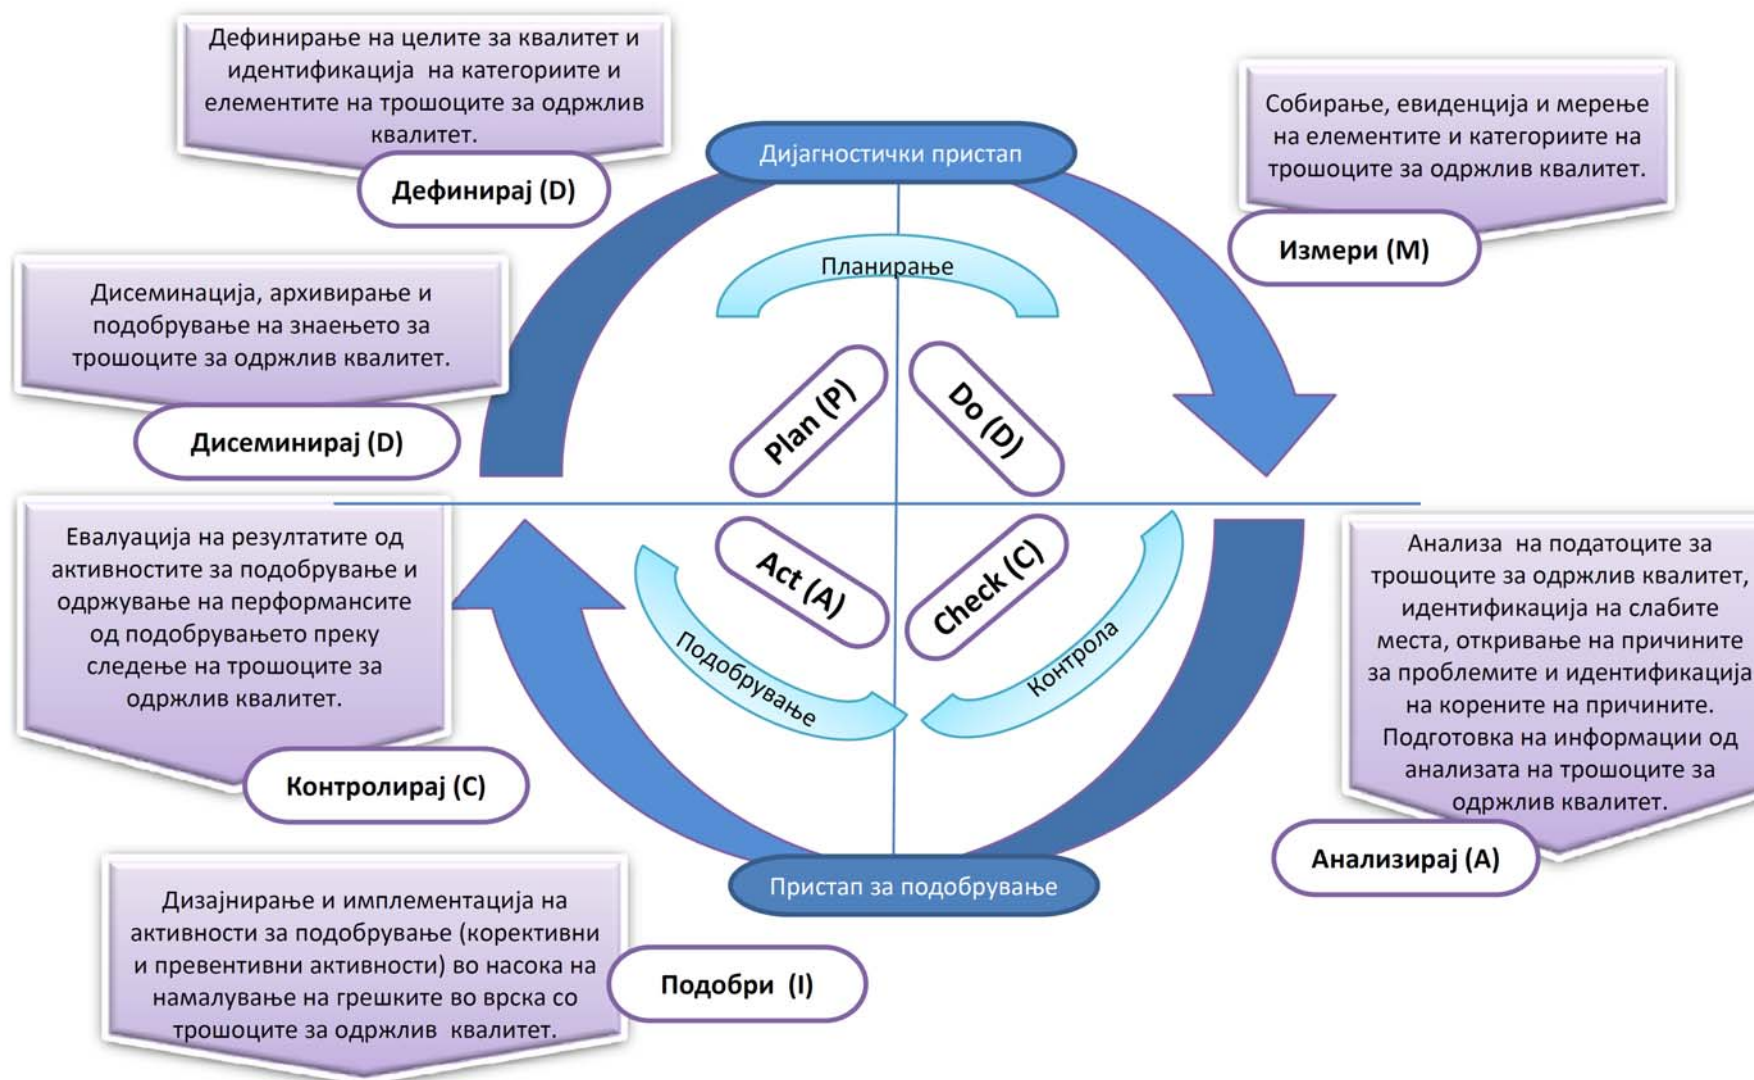 Дефинирање на целите за квалитет и
идентификација на категориите и
елементите на трошоците за одржлив
квалитет.
Дефинирај (D)
Дијагностички пристап
Собирање, евиденција и мерење
на елементите и категориите на
трошоците за одржлив квалитет.
Измери (M)
Планирање
Дисеминација, архивирање и
подобрување на знаењето за
трошоците за одржлив квалитет.
Дисеминирај (D)
Plan (P)
Do (D)
Act (A)
Check (C)
Подобрување
Контрола
Евалуација на резултатите од
активностите за подобрување и
одржување на перформансите
од подобрувањето преку
следење на трошоците за
одржлив квалитет.
Контролирај (C)
Анализа на податоците за
трошоците за одржлив квалитет,
идентификација на слабите
места, откривање на причините
за проблемите и идентификација
на корените на причините.
Подготовка на информации од
анализата на трошоците за
одржлив квалитет.
Анализирај (A)
Пристап за подобрување
Дизајнирање и имплементација на
активности за подобрување (корективни
и превентивни активности) во насока на
намалување на грешките во врска со
трошоците за одржлив квалитет.
Подобри (I)